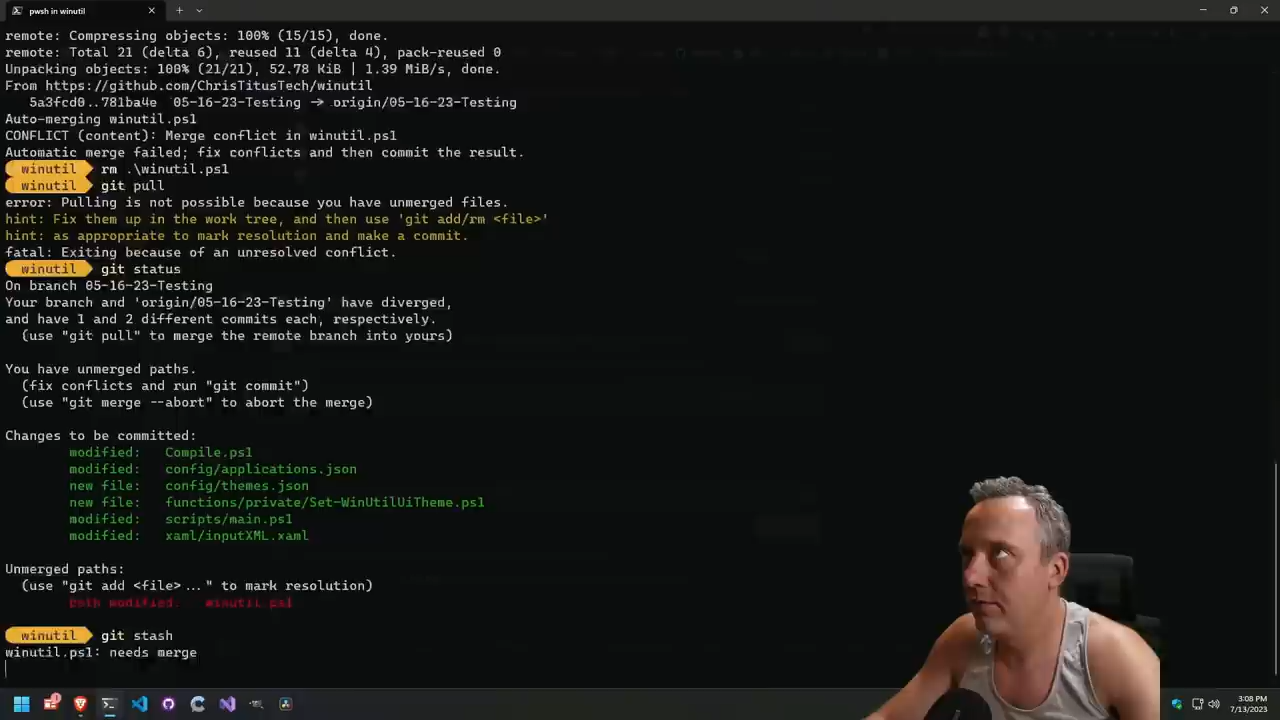 pwsh in winutil
remote: Compressing objects: 100% (15/15), done.
remote: Total 21 (delta 6), reused 11 (delta 4), pack-reused 0
Unpacking objects: 100% (21/21), 52.78 KiB | 1.39 MiB/s, done.
From https://github.com/ChrisTitusTech/winutil
5a3fcd0..781ba4e 05-16-23-Testing -> origin/05-16-23-Testing
Auto-merging winutil.ps1
CONFLICT (content): Merge conflict in winutil.ps1
Automatic merge failed; fix conflicts and then commit the result.
winutil rm .\winutil.ps1
winutil git pull
error: Pulling is not possible because you have unmerged files.
hint: Fix them up in the work tree, and then use 'git add/rm <file>'
hint: as appropriate to mark resolution and make a commit.
fatal: Exiting because of an unresolved conflict.
winutil git status
On branch 05-16-23-Testing
Your branch and 'origin/05-16-23-Testing' have diverged,
and have 1 and 2 different commits each, respectively.
(use "git pull" to merge the remote branch into yours)
You have unmerged paths.
(fix conflicts and run "git commit")
(use "git merge --abort" to abort the merge)
Changes to be committed:
modified: Compile.ps1
modified: config/applications.json
new file: config/themes.json
new file: functions/private/Set-WinUtilUiTheme.ps1
modified: scripts/main.ps1
modified: xaml/inputXML.xaml
Unmerged paths:
(use "git add <file>..." to mark resolution)
both modified: winutil.ps1
winutil git stash
winutil.ps1: needs merge
3:08 PM
7/13/2023